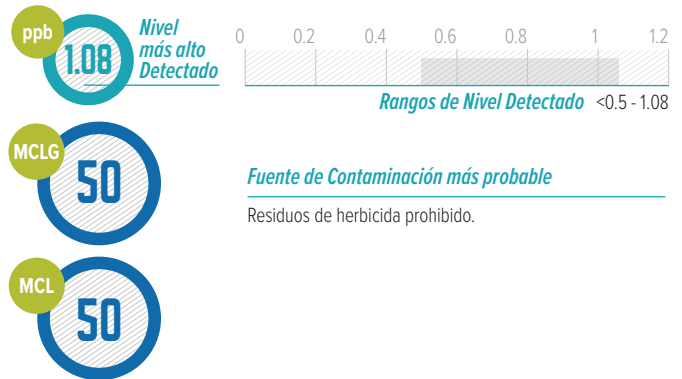 ppb
1.08
Nivel
más alto
Detectado
0 0.2 0.4 0.6 0.8 1 1.2
Rangos de Nivel Detectado <0.5 - 1.08
MCLG
50
Fuente de Contaminación más probable
Residuos de herbicida prohibido.
MCL
50